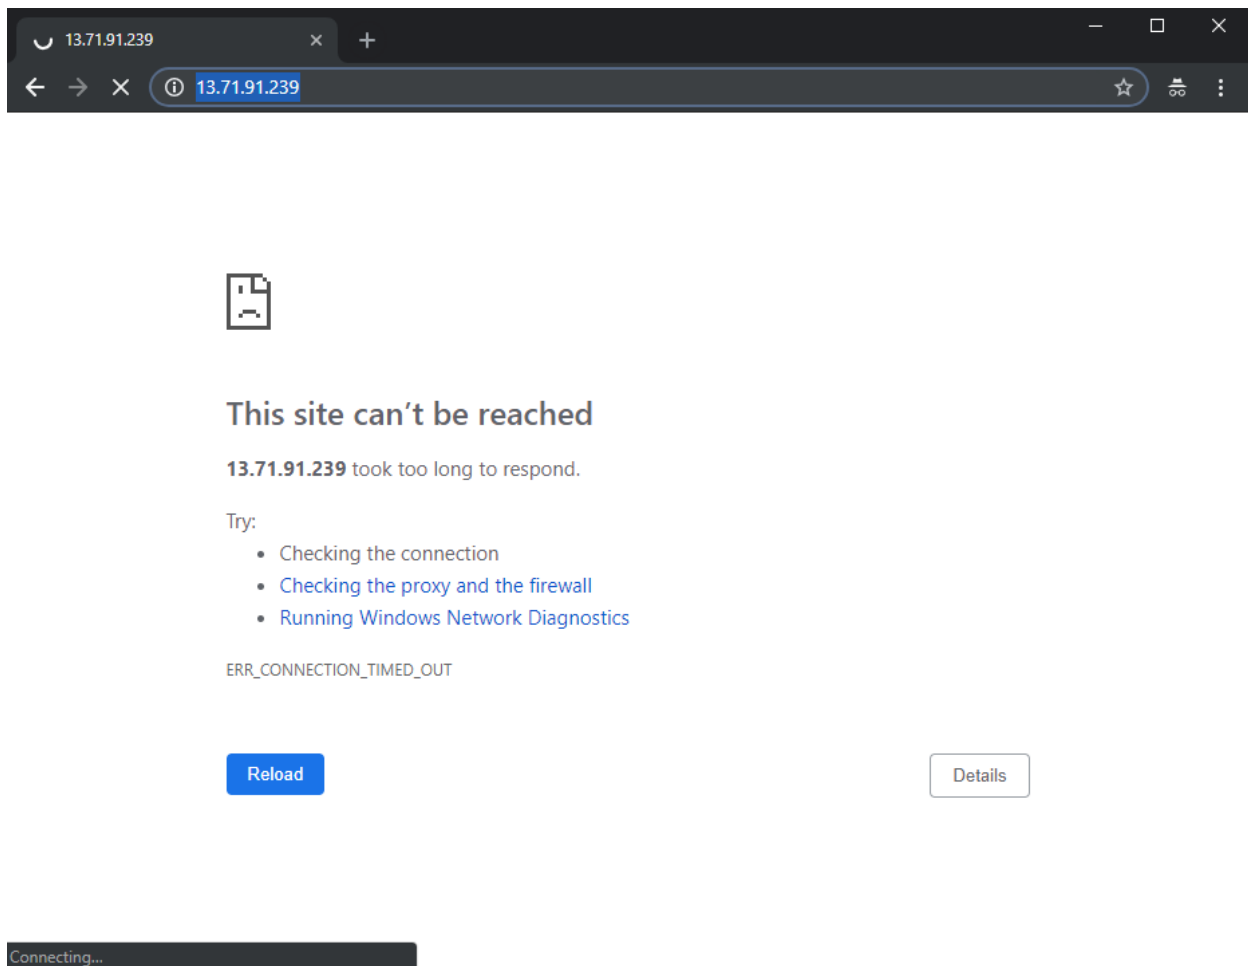 13.71.91.239
13.71.91.239
This site can’t be reached
13.71.91.239 took too long to respond.
Try:
Checking the connection
Checking the proxy and the firewall
Running Windows Network Diagnostics
ERR_CONNECTION_TIMED_OUT
Reload
Details
Connecting...